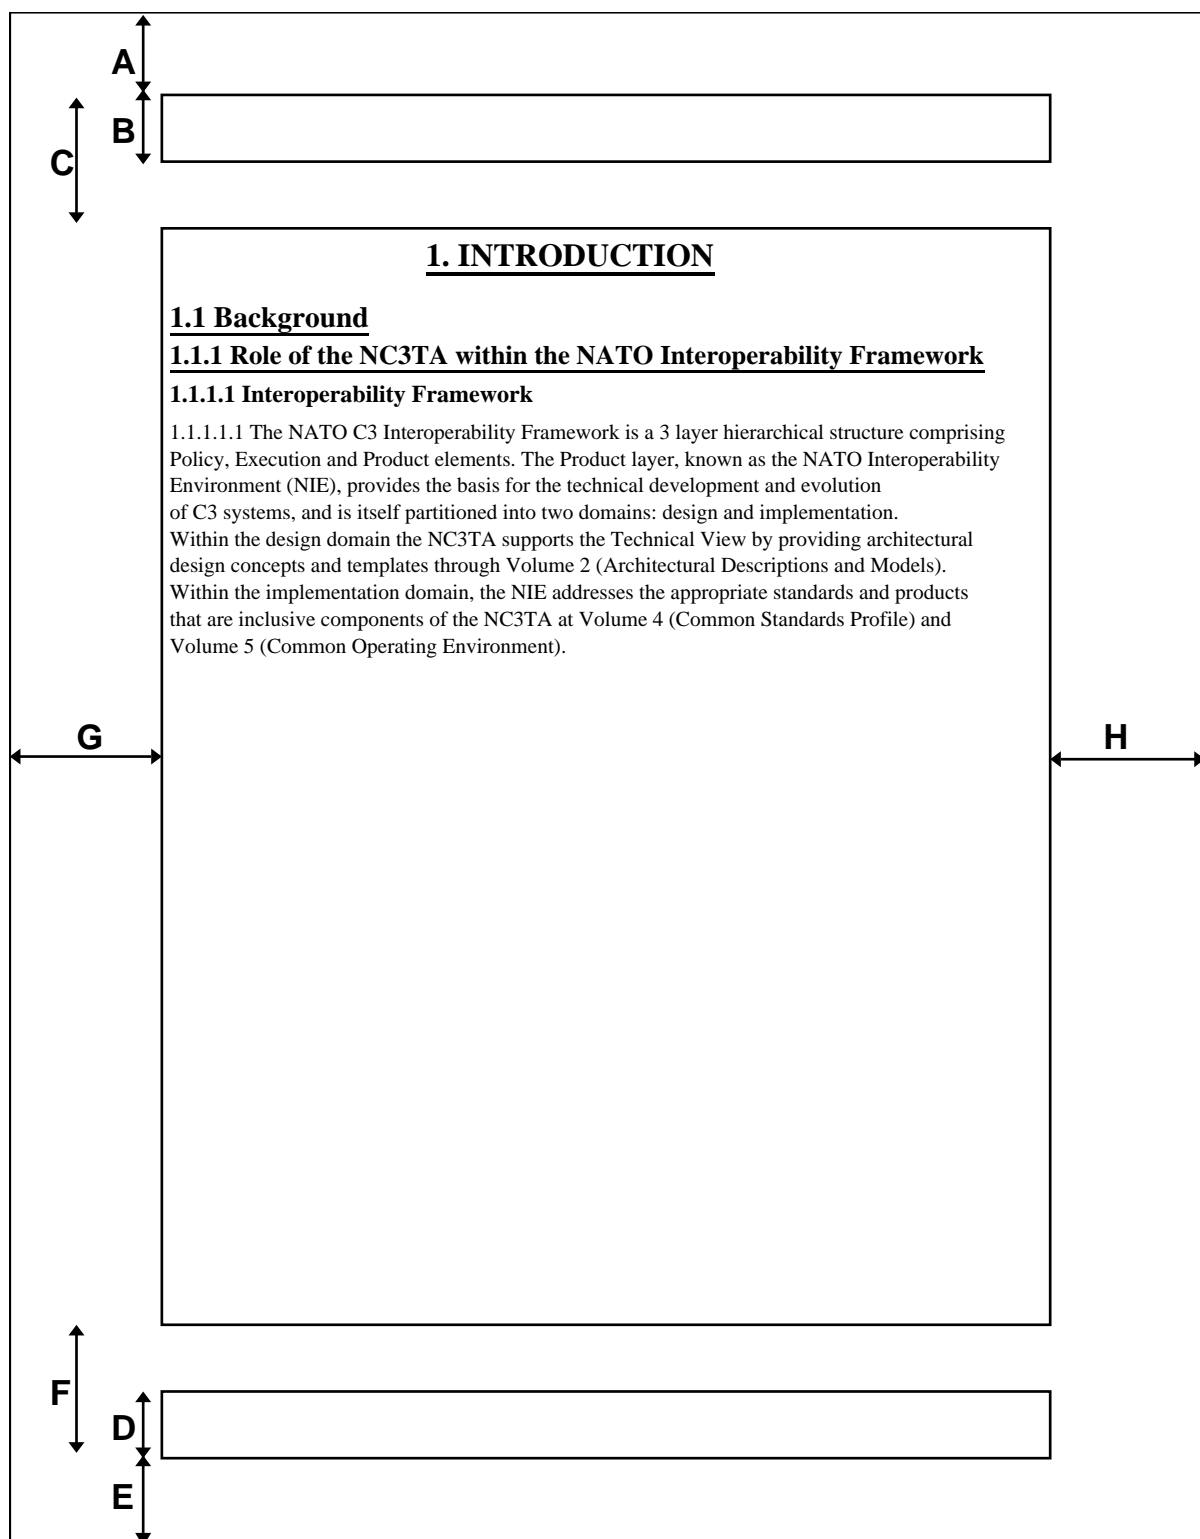 A
B
C
1. INTRODUCTION
1.1 Background
1.1.1 Role of the NC3TA within the NATO Interoperability Framework
1.1.1.1 Interoperability Framework
1.1.1.1.1 The NATO C3 Interoperability Framework is a 3 layer hierarchical structure comprising
Policy, Execution and Product elements. The Product layer, known as the NATO Interoperability
Environment (NIE), provides the basis for the technical development and evolution
of C3 systems, and is itself partitioned into two domains: design and implementation.
Within the design domain the NC3TA supports the Technical View by providing architectural
design concepts and templates through Volume 2 (Architectural Descriptions and Models).
Within the implementation domain, the NIE addresses the appropriate standards and products
that are inclusive components of the NC3TA at Volume 4 (Common Standards Profile) and
Volume 5 (Common Operating Environment).
G
H
F
D
E